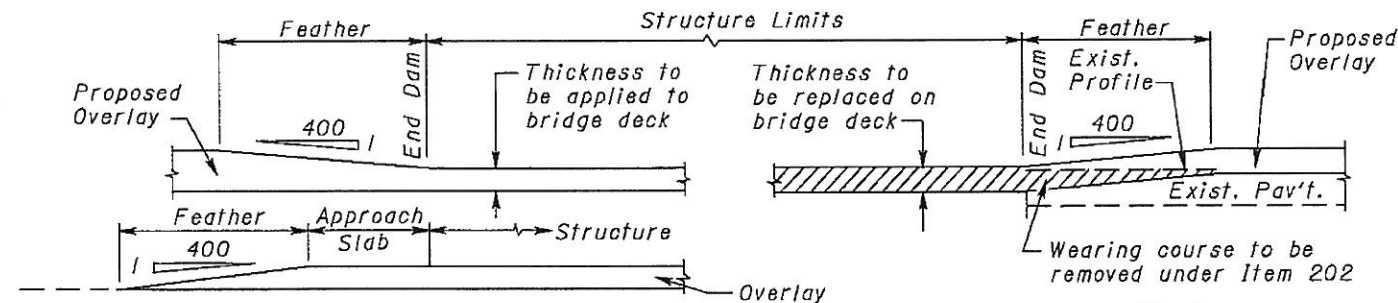 Structure Limits
Feather
Feather
Proposed
Overlay
End Dam
Thickness to
be applied to
bridge deck
Thickness to
be replaced on
bridge deck
End Dam
Exist.
Profile
Proposed
Overlay
400
1
400
1
Exist. Pav't.
Feather
Approach
Slab
Structure
400
1
Overlay
Wearing course to be
removed under Item 202